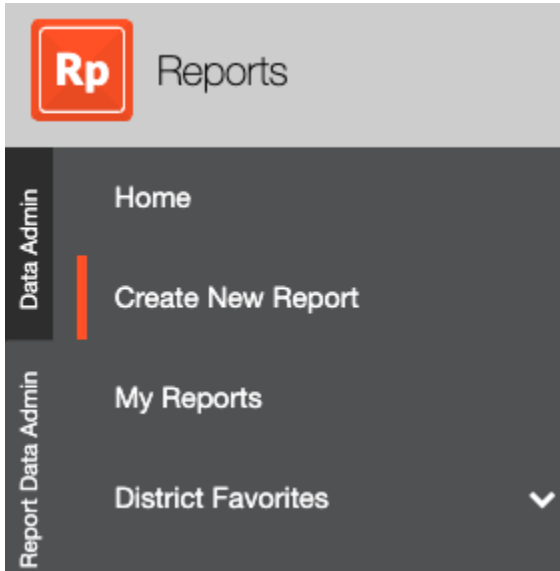 Rp
Reports
Data Admin
Home
Create New Report
Report Data Admin
My Reports
District Favorites